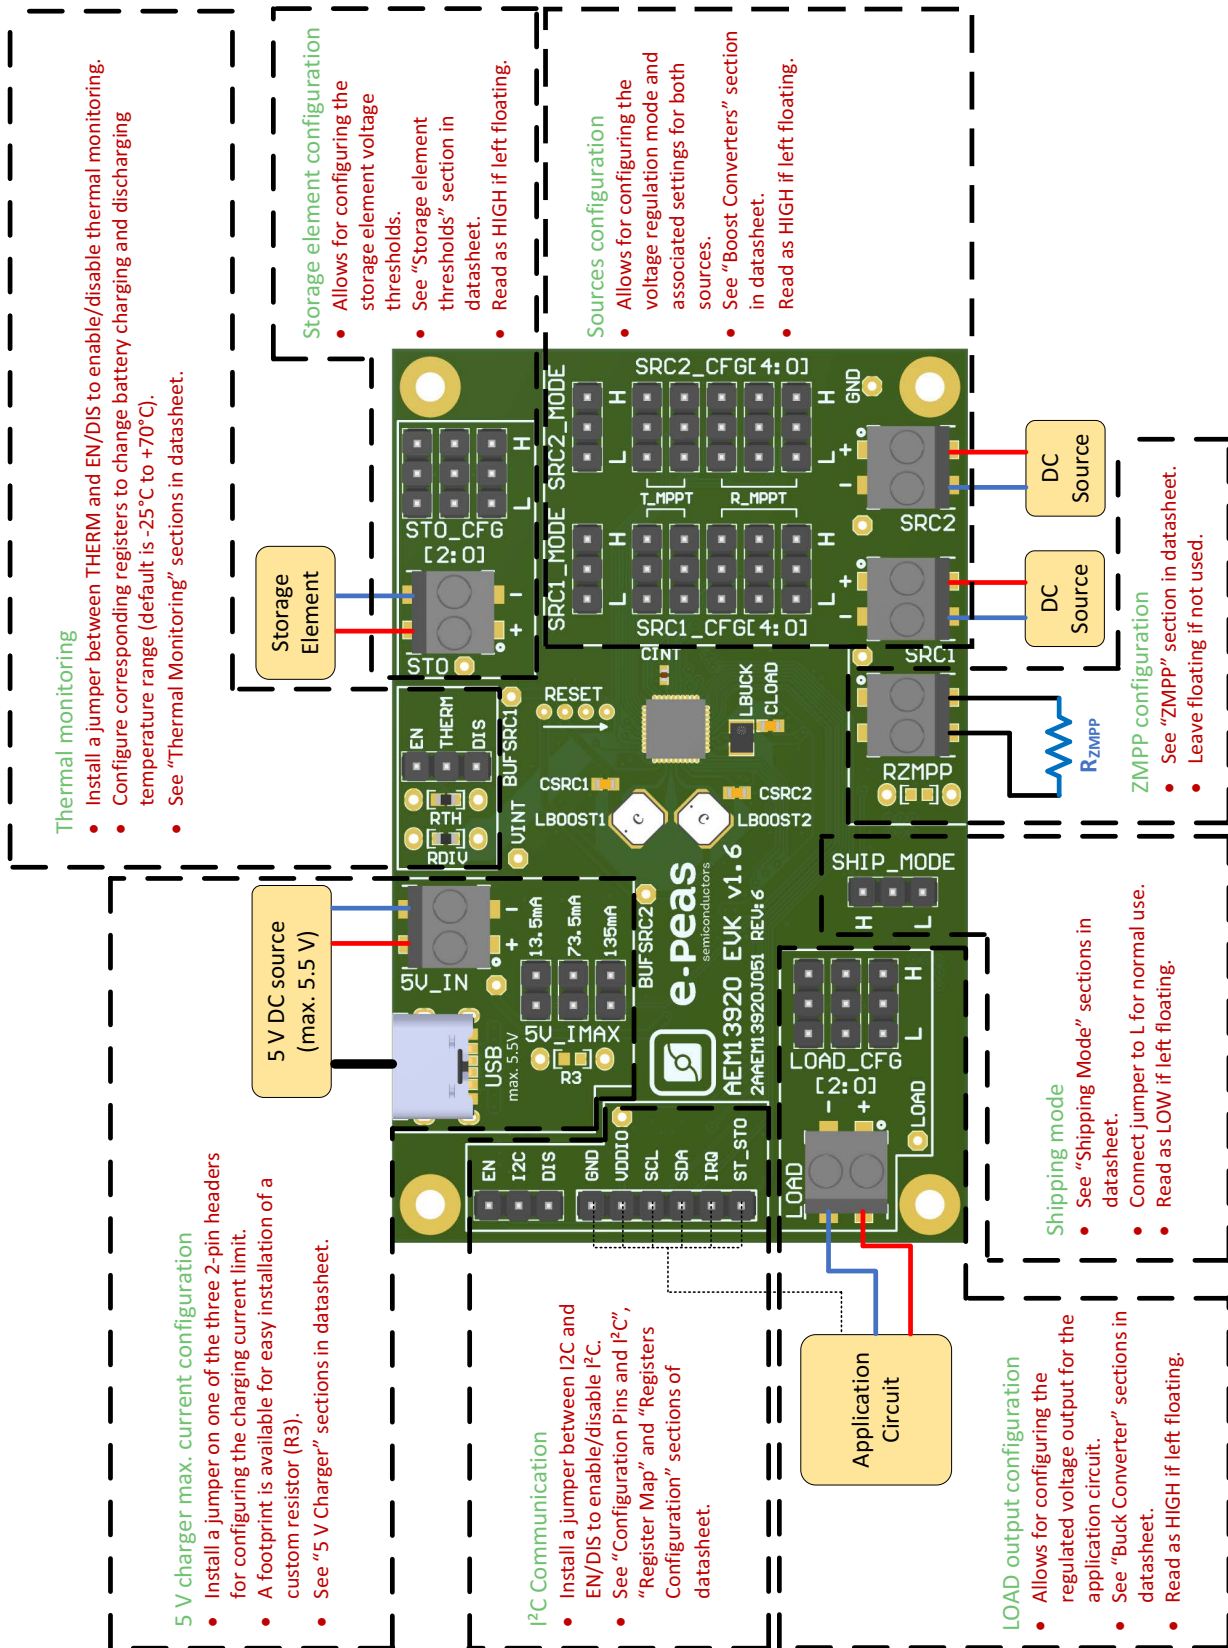 5 V charger max. current configuration
• Install a jumper on one of the three 2-pin headers
for configuring the charging current limit.
• A footprint is available for easy installation of a
custom resistor (R3).
• See “5 V Charger” sections in datasheet.
Thermal monitoring
• Install a jumper between THERM and EN/DIS to enable/disable thermal monitoring.
• Configure corresponding registers to change battery charging and discharging
temperature range (default is -25°C to +70°C).
• See “Thermal Monitoring” sections in datasheet.
Storage element configuration
• Allows for configuring the
storage element voltage
thresholds.
• See “Storage element
thresholds” section in
datasheet.
• Read as HIGH if left floating.
5 V DC source
(max. 5.5 V)
Storage
Element
I²C Communication
• Install a jumper between I2C and
EN/DIS to enable/disable I²C.
• See “Configuration Pins and I²C”,
“Register Map” and “Registers
Configuration” sections of
datasheet.
Sources configuration
• Allows for configuring the
voltage regulation mode and
associated settings for both
sources.
• See “Boost Converters” section
in datasheet.
• Read as HIGH if left floating.
Application
Circuit
LOAD output configuration
• Allows for configuring the
regulated voltage output for the
application circuit.
• See “Buck Converter” sections in
datasheet.
• Read as HIGH if left floating.
Shipping mode
• See “Shipping Mode” sections in
datasheet.
• Connect jumper to L for normal use.
• Read as LOW if left floating.
ZMPP configuration
• See “ZMPP” section in datasheet.
• Leave floating if not used.
RZMPP
DC
Source
DC
Source
USB
max. 5.5V
5V_IN
+ -
5V_IMAX
R3
13.5mA
73.5mA
135mA
BUFSRC2
RDIV
RTH
EN
THERM
DIS
VINT
BUFSRC1
STO
+ -
STO_CFG
[2:0]
L H
EN
I2C
DIS
GND
VDDIO
SCL
SDA
IRQ
ST_STO
e-peas
semiconductors
AEM13920 EVK v1.6
2AAEM13920J051 REV:6
RESET
CSRC1
LBOOST1
LBOOST2
CSRC2
CINT
LBUCK
CLOAD
SRC1_MODE
SRC2_MODE
L H
L H
T_MPPT
R_MPPT
SRC1_CFG[4:0]
SRC2_CFG[4:0]
L H
L H
GND
LOAD
- +
LOAD
LOAD_CFG
[2:0]
L H
SHIP_MODE
H L
RZMPP
SRC1
- +
SRC2
- +